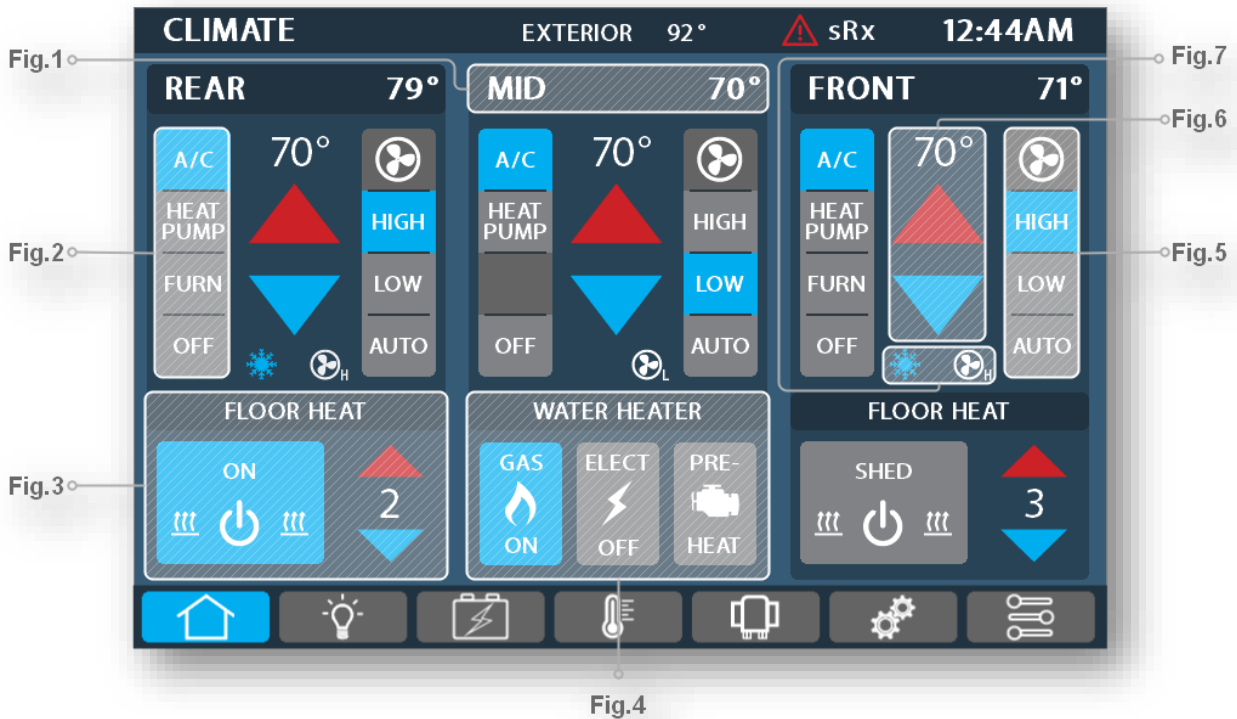 CLIMATE EXTERIOR 92° sRx 12:44AM
Fig.1
Fig.7
REAR 79°
MID 70°
FRONT 71°
Fig.6
A/C 70°
HEAT
PUMP
HIGH
FURN
LOW
OFF
AUTO
H
A/C 70°
HEAT
PUMP
HIGH
LOW
OFF
AUTO
L
A/C 70°
HEAT
PUMP
HIGH
FURN
LOW
OFF
AUTO
H
Fig.2
Fig.5
FLOOR HEAT
ON
2
WATER HEATER
GAS
ON
ELECT
OFF
PRE-
HEAT
FLOOR HEAT
SHED
3
Fig.3
Fig.4